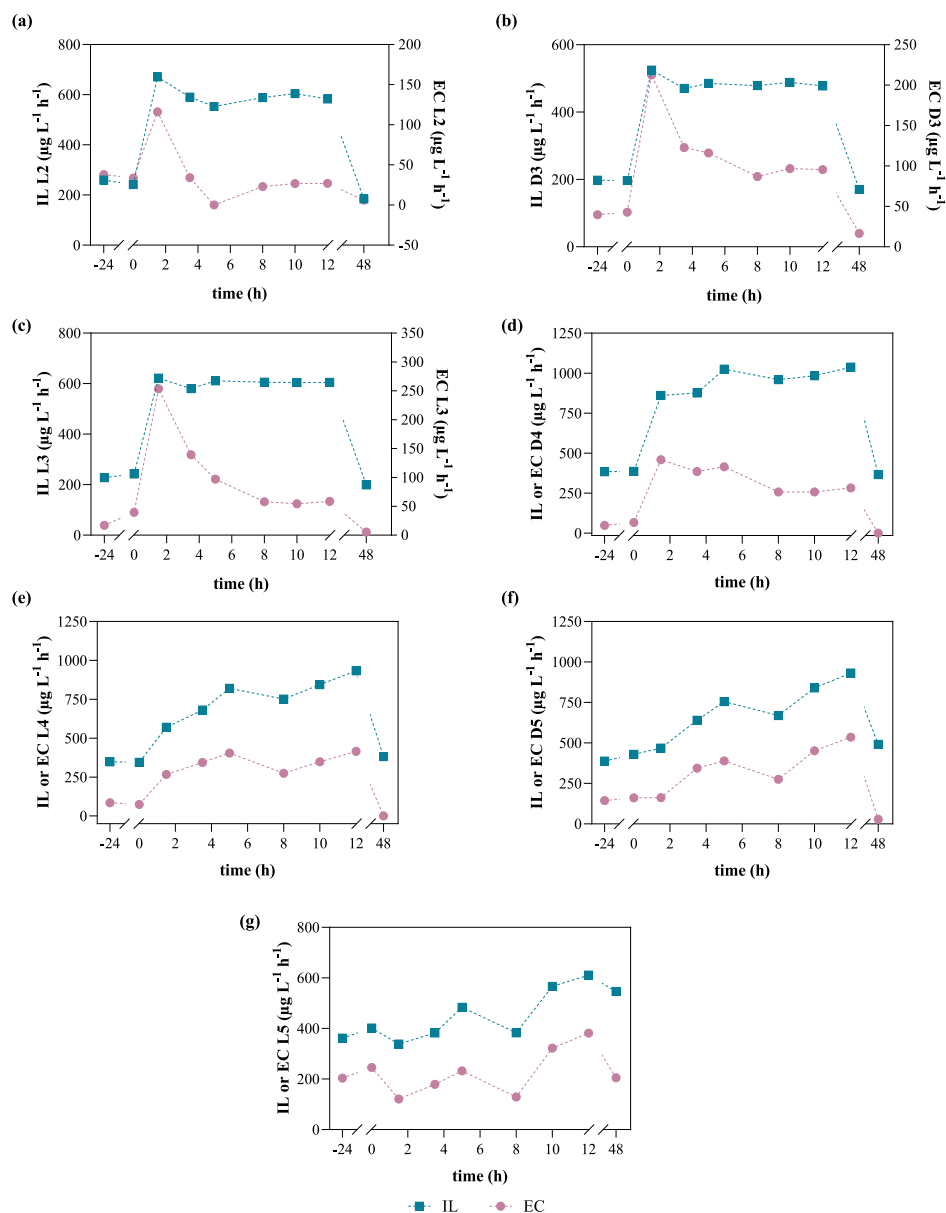 (a)
IL L2 (µg L⁻¹ h⁻¹)
800
600
400
200
0
EC L2 (µg L⁻¹ h⁻¹)
200
150
100
50
0
-50
-24 0 2 4 6 8 10 12 48
time (h)
(b)
IL D3 (µg L⁻¹ h⁻¹)
600
400
200
0
EC D3 (µg L⁻¹ h⁻¹)
250
200
150
100
50
0
-24 0 2 4 6 8 10 12 48
time (h)
(c)
IL L3 (µg L⁻¹ h⁻¹)
800
600
400
200
0
EC L3 (µg L⁻¹ h⁻¹)
350
300
250
200
150
100
50
0
-24 0 2 4 6 8 10 12 48
time (h)
(d)
IL or EC D4 (µg L⁻¹ h⁻¹)
1250
1000
750
500
250
0
-24 0 2 4 6 8 10 12 48
time (h)
(e)
IL or EC L4 (µg L⁻¹ h⁻¹)
1250
1000
750
500
250
0
-24 0 2 4 6 8 10 12 48
time (h)
(f)
IL or EC D5 (µg L⁻¹ h⁻¹)
1250
1000
750
500
250
0
-24 0 2 4 6 8 10 12 48
time (h)
(g)
IL or EC L5 (µg L⁻¹ h⁻¹)
800
600
400
200
0
-24 0 2 4 6 8 10 12 48
time (h)
IL EC